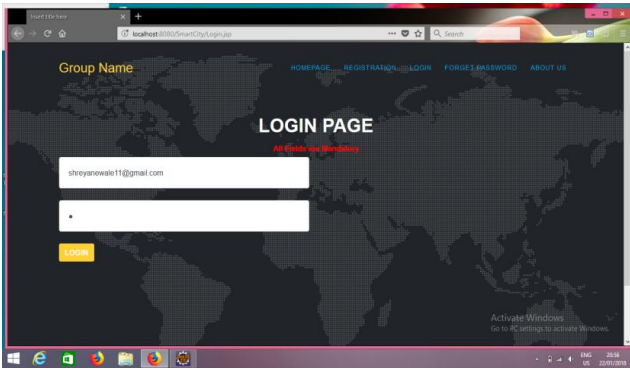 Insert title here
localhost:8080/SmartCity/Login.jsp
Search
Group Name
HOMEPAGE REGISTRATION LOGIN FORGET PASSWORD ABOUT US
LOGIN PAGE
All Fields are Mandatory
shreyanewale11@gmail.com
LOGIN
Activate Windows
Go to PC settings to activate Windows.
ENG 20:56
US 22/01/2018